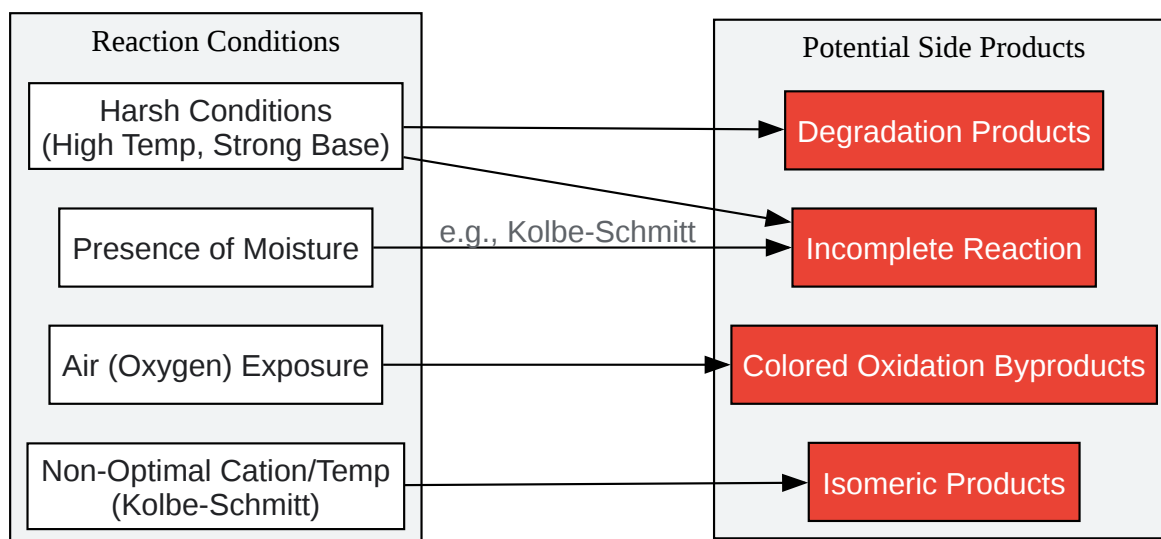 Reaction Conditions
Harsh Conditions
(High Temp, Strong Base)
Presence of Moisture
Air (Oxygen) Exposure
Non-Optimal Cation/Temp
(Kolbe-Schmitt)
e.g., Kolbe-Schmitt
Potential Side Products
Degradation Products
Incomplete Reaction
Colored Oxidation Byproducts
Isomeric Products